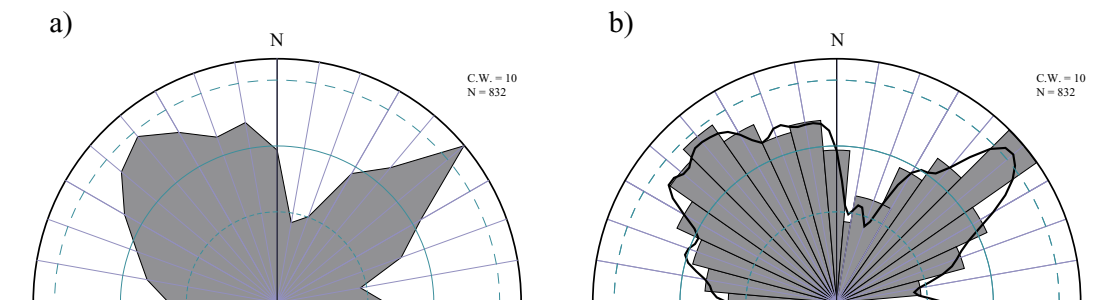 a)
N
C.W. = 10
N = 832
b)
N
C.W. = 10
N = 832